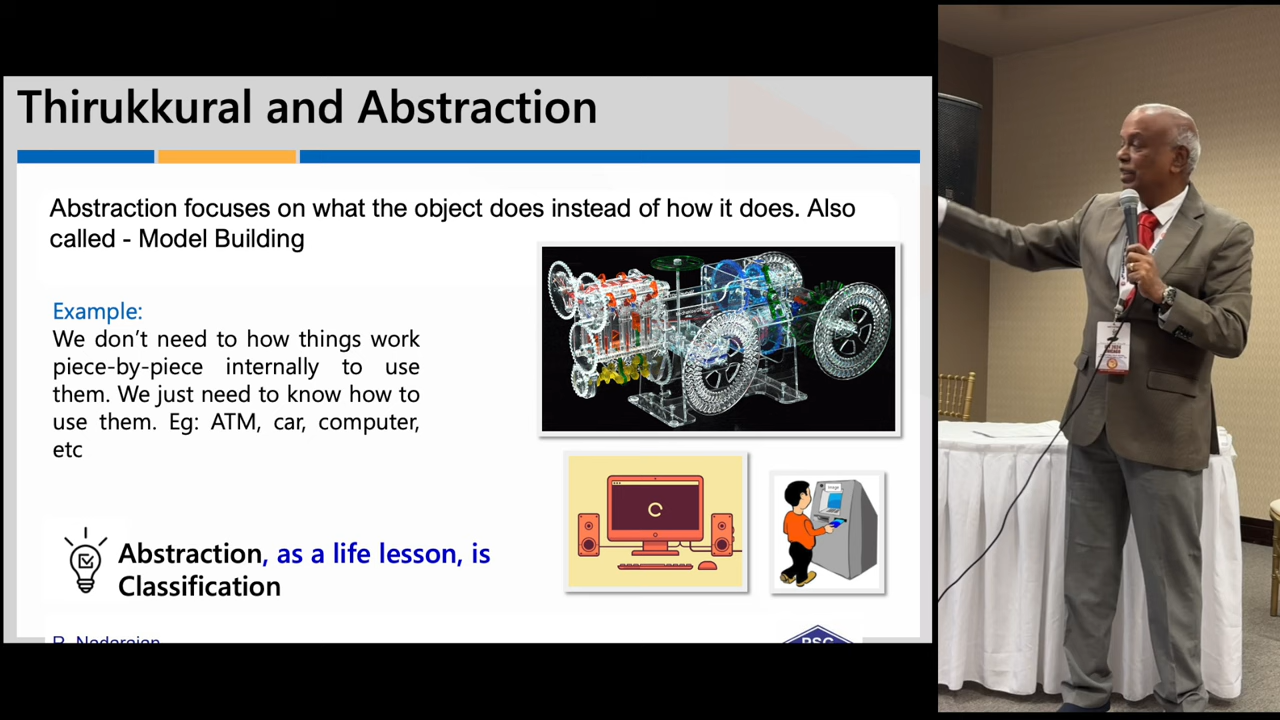 Thirukkural and Abstraction
Abstraction focuses on what the object does instead of how it does. Also
called - Model Building
Example:
We don’t need to how things work
piece-by-piece internally to use
them. We just need to know how to
use them. Eg: ATM, car, computer,
etc
Abstraction, as a life lesson, is
Classification
R. Nadarajan
PSG